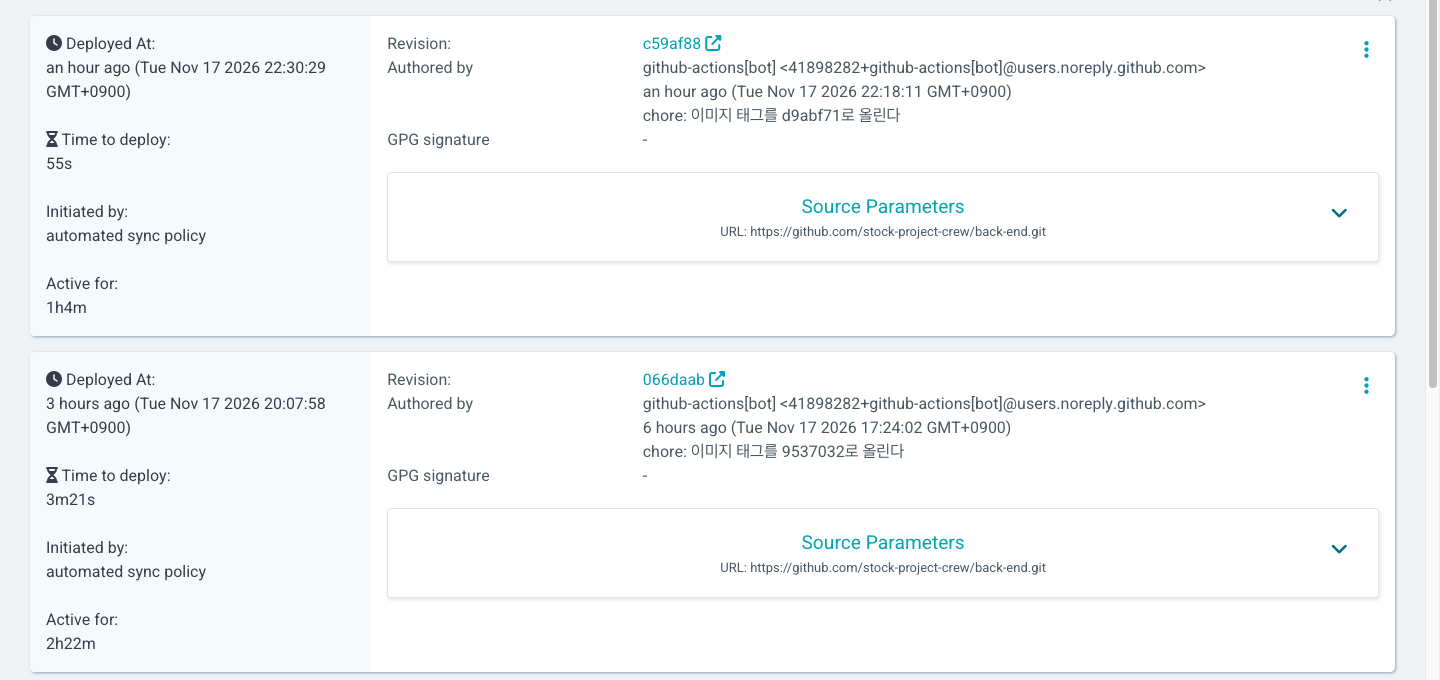 Deployed At:
an hour ago (Tue Nov 17 2026 22:30:29
GMT+0900)
Time to deploy:
55s
Initiated by:
automated sync policy
Active for:
1h4m
Revision: c59af88
Authored by github-actions[bot] <41898282+github-actions[bot]@users.noreply.github.com>
an hour ago (Tue Nov 17 2026 22:18:11 GMT+0900)
chore: 이미지 태그를 d9abf71로 올린다
GPG signature -
Source Parameters
URL: https://github.com/stock-project-crew/back-end.git
Deployed At:
3 hours ago (Tue Nov 17 2026 20:07:58
GMT+0900)
Time to deploy:
3m21s
Initiated by:
automated sync policy
Active for:
2h22m
Revision: 066daab
Authored by github-actions[bot] <41898282+github-actions[bot]@users.noreply.github.com>
6 hours ago (Tue Nov 17 2026 17:24:02 GMT+0900)
chore: 이미지 태그를 9537032로 올린다
GPG signature -
Source Parameters
URL: https://github.com/stock-project-crew/back-end.git